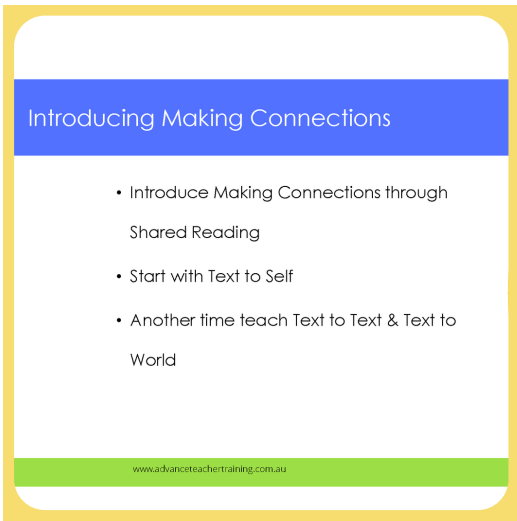 Introducing Making Connections
• Introduce Making Connections through
Shared Reading
• Start with Text to Self
• Another time teach Text to Text & Text to
World
www.advanceteachertraining.com.au